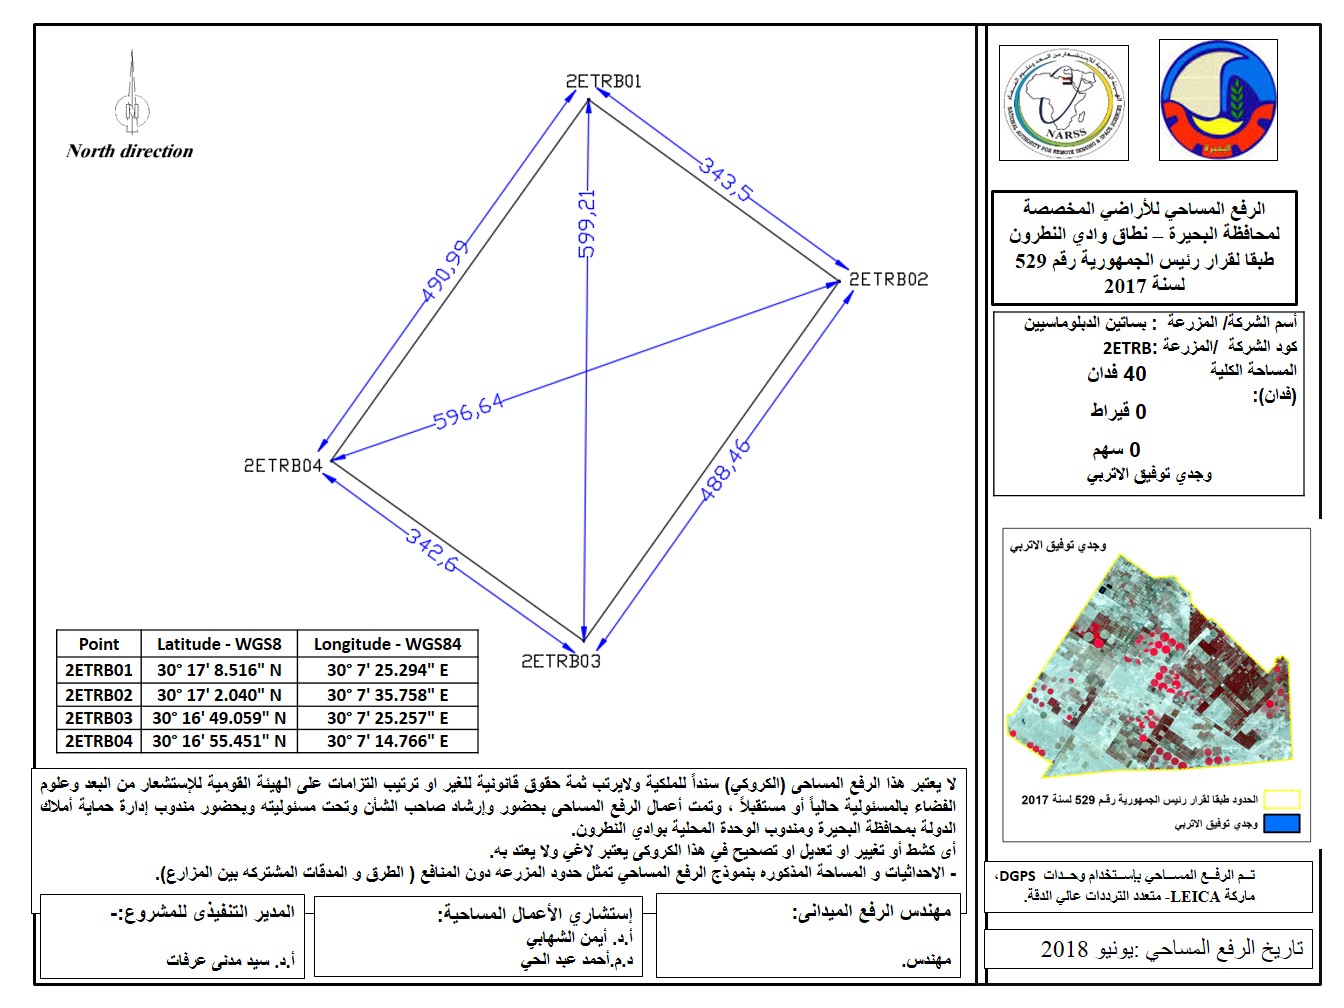 2ETRB01
343,5
599,21
490,99
2ETRB02
596,64
2ETRB04
488,46
342,6
2ETRB03
N
North direction
Point Latitude - WGS8 Longitude - WGS84
2ETRB01 30° 17' 8.516" N 30° 7' 25.294" E
2ETRB02 30° 17' 2.040" N 30° 7' 35.758" E
2ETRB03 30° 16' 49.059" N 30° 7' 25.257" E
2ETRB04 30° 16' 55.451" N 30° 7' 14.766" E
لا يعتبر هذا الرفع المساحى (الكروكي) سنداً للملكية ولايرتب ثمة حقوق قانونية للغير او ترتيب التزامات على الهيئة القومية للإستشعار من البعد وعلوم
الفضاء بالمسئولية حالياً أو مستقبلاً ، وتمت أعمال الرفع المساحى بحضور وإرشاد صاحب الشأن وتحت مسئوليته وبحضور مندوب إدارة حماية أملاك
الدولة بمحافظة البحيرة ومندوب الوحدة المحلية بوادي النطرون.
أى كشط أو تغيير او تعديل او تصحيح في هذا الكروكى يعتبر لاغي ولا يعتد به.
- الاحداثيات و المساحة المذكوره بنموذج الرفع المساحي تمثل حدود المزرعه دون المنافع ( الطرق و المدقات المشتركه بين المزارع).
مهندس الرفع الميدانى:
مهندس.
إستشاري الأعمال المساحية:
أ.د. أيمن الشهابي
د.م.أحمد عبد الحي
المدير التنفيذى للمشروع:-
أ.د. سيد مدنى عرفات
NARSS
NATIONAL AUTHORITY FOR REMOTE SENSING & SPACE SCIENCES
البحيرة
الرفع المساحي للأراضي المخصصة
لمحافظة البحيرة – نطاق وادي النطرون
طبقا لقرار رئيس الجمهورية رقم 529
لسنة 2017
أسم الشركة/ المزرعة : بساتين الدبلوماسيين
كود الشركة /المزرعة :2ETRB
المساحة الكلية 40 فدان
(فدان):
0 قيراط
0 سهم
وجدي توفيق الاتربي
وجدي توفيق الاتربي
الحدود طبقا لقرار رئيس الجمهورية رقم 529 لسنة 2017
وجدي توفيق الاتربي
تـم الرفـع المسـاحي بإسـتخدام وحـدات DGPS،
ماركة LEICA- متعدد الترددات عالي الدقة.
تاريخ الرفع المساحي :يونيو 2018